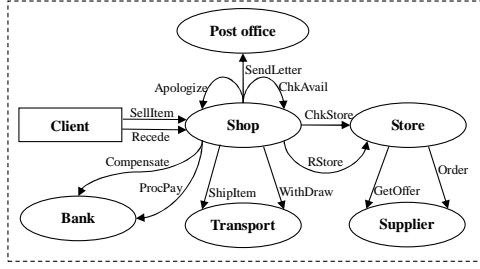 Post office
SendLetter
Apologize
ChkAvail
SellItem
Client
Recede
Shop
ChkStore
Store
Compensate
RStore
ProcPay
ShipItem
WithDraw
GetOffer
Order
Bank
Transport
Supplier